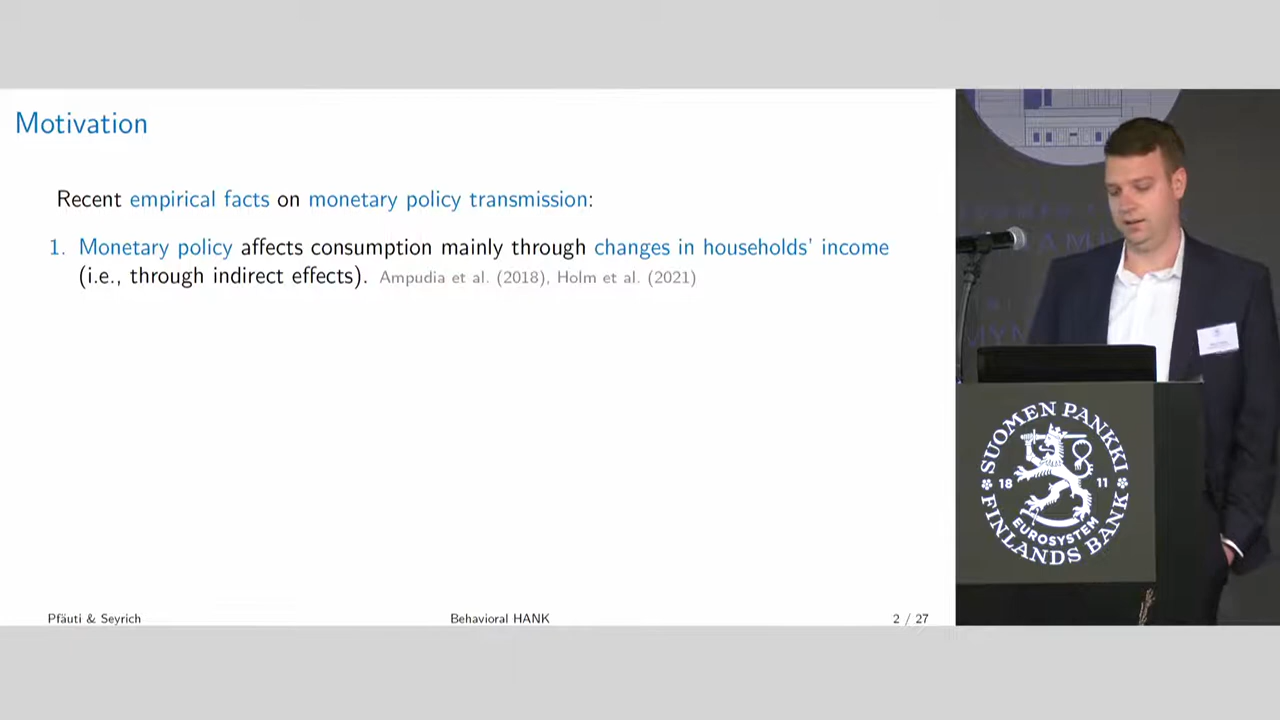 Motivation
Recent empirical facts on monetary policy transmission:
1. Monetary policy affects consumption mainly through changes in households' income
(i.e., through indirect effects). Ampudia et al. (2018), Holm et al. (2021)
Pfäuti & Seyrich
Behavioral HANK
2 / 27
SUOMEN PANKKI
18 11
EUROSYSTEM
FINLANDS BANK